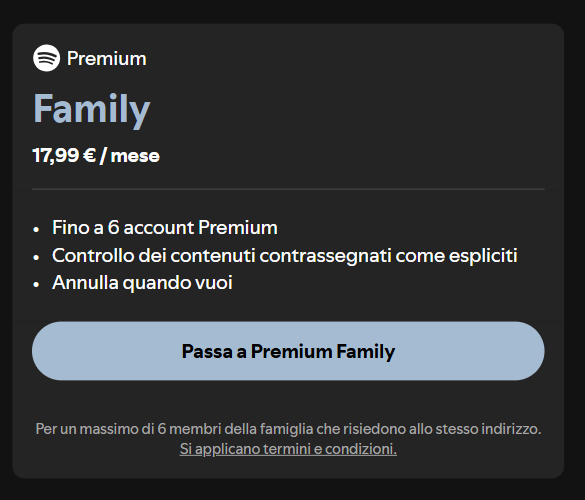 Premium
Family
17,99 € / mese
• Fino a 6 account Premium
• Controllo dei contenuti contrassegnati come espliciti
• Annulla quando vuoi
Passa a Premium Family
Per un massimo di 6 membri della famiglia che risiedono allo stesso indirizzo.
Si applicano termini e condizioni.